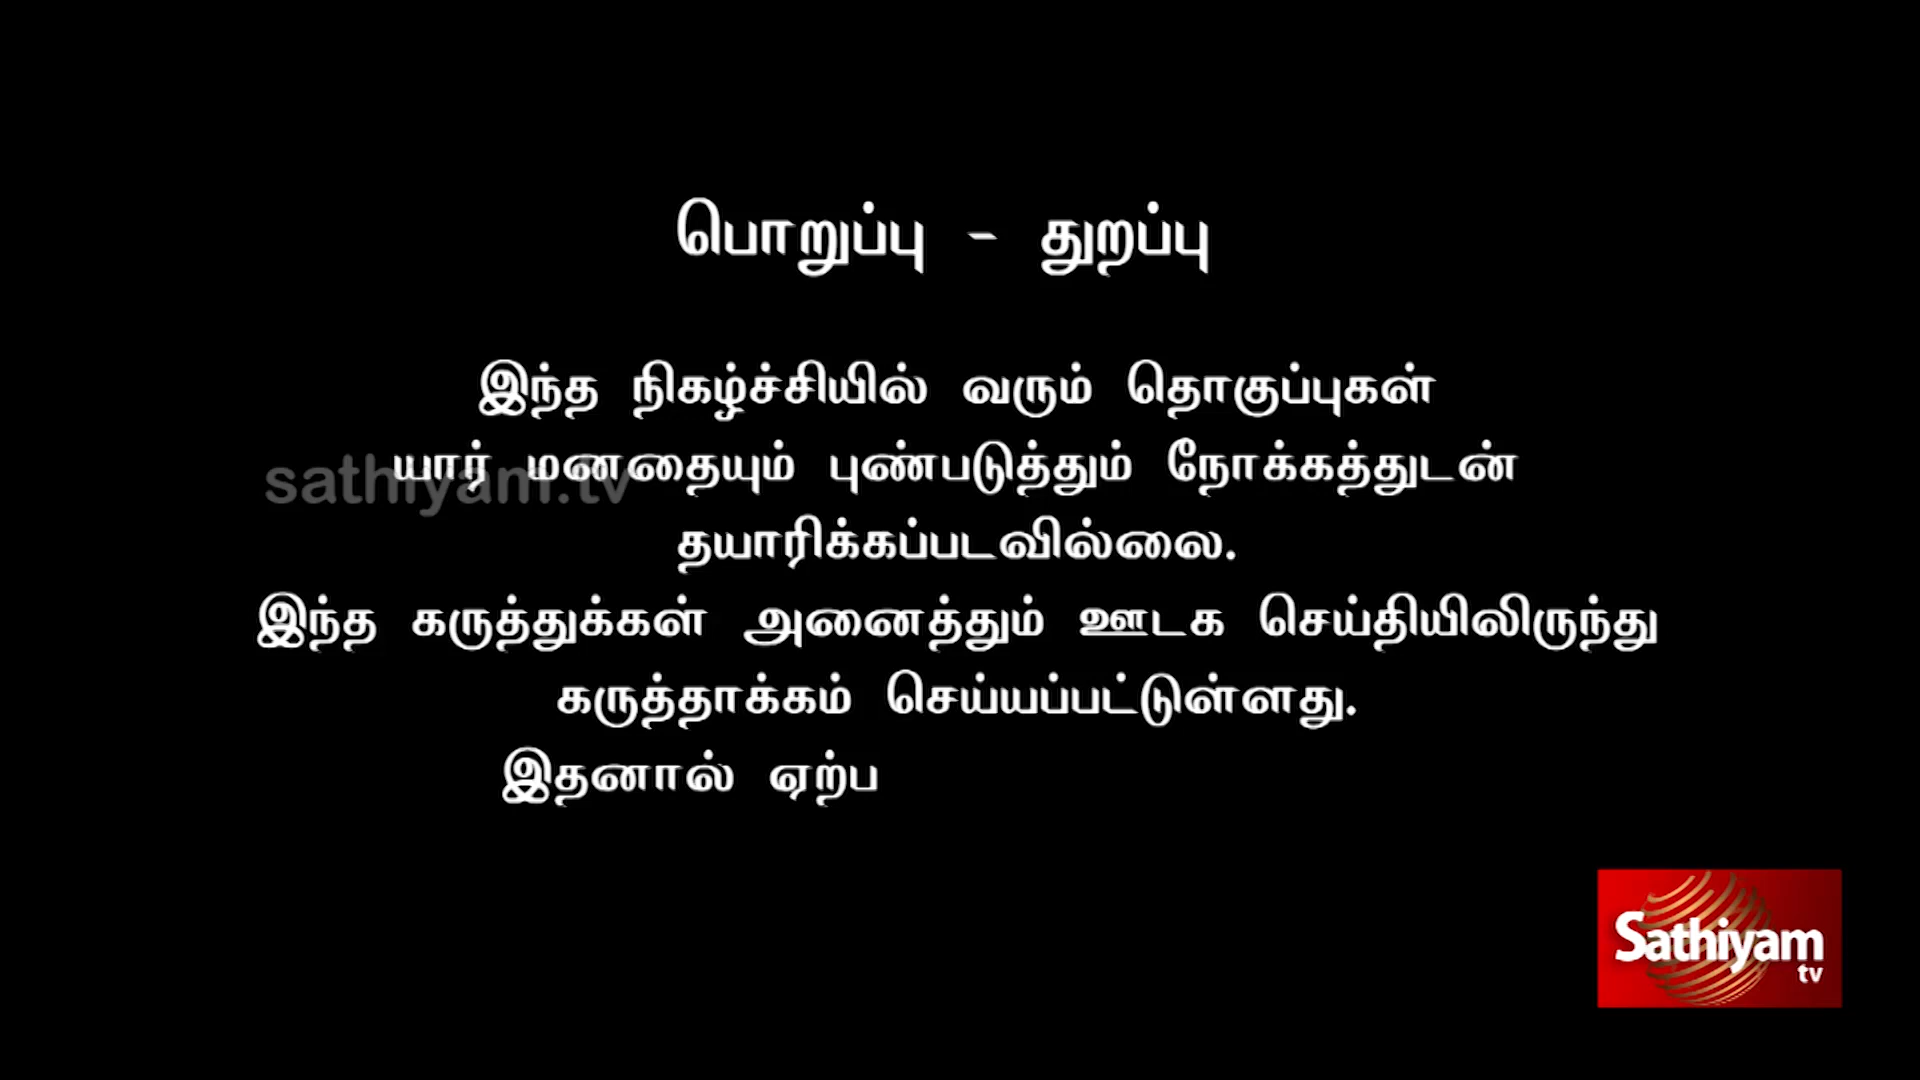 பொறுப்பு - துறப்பு
இந்த நிகழ்ச்சியில் வரும் தொகுப்புகள்
யார் மனதையும் புண்படுத்தும் நோக்கத்துடன்
sathiyam.tv
தயாரிக்கப்படவில்லை.
இந்த கருத்துக்கள் அனைத்தும் ஊடக செய்தியிலிருந்து
கருத்தாக்கம் செய்யப்பட்டுள்ளது.
இதனால் ஏற்ப
Sathiyam
tv